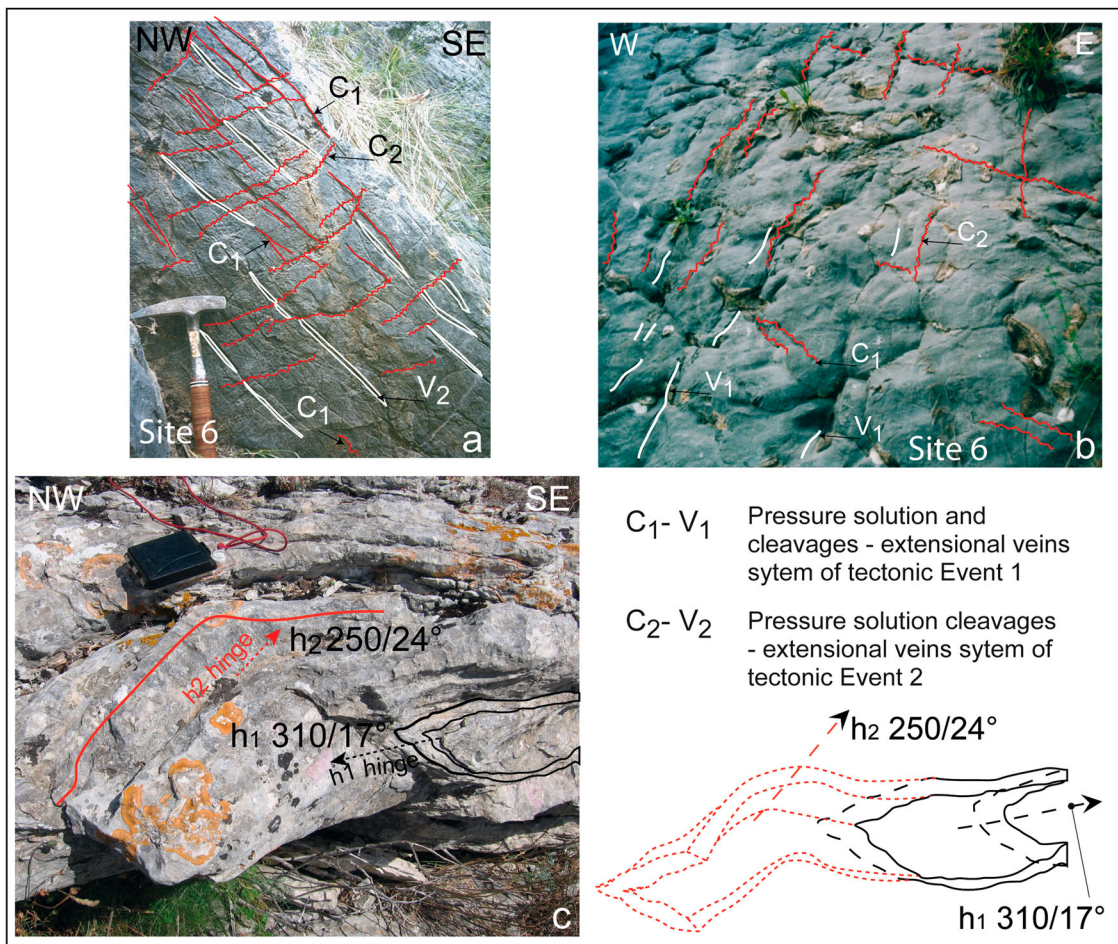 NW
SE
C1
C2
C1
V2
C1
Site 6
a
W
E
C2
C1
V1
V1
Site 6
b
NW
SE
h2 250/24°
h2 hinge
h1 310/17°
h1 hinge
c
C1- V1 Pressure solution and
cleavages - extensional veins
sytem of tectonic Event 1
C2- V2 Pressure solution cleavages
- extensional veins sytem of
tectonic Event 2
h2 250/24°
h1 310/17°